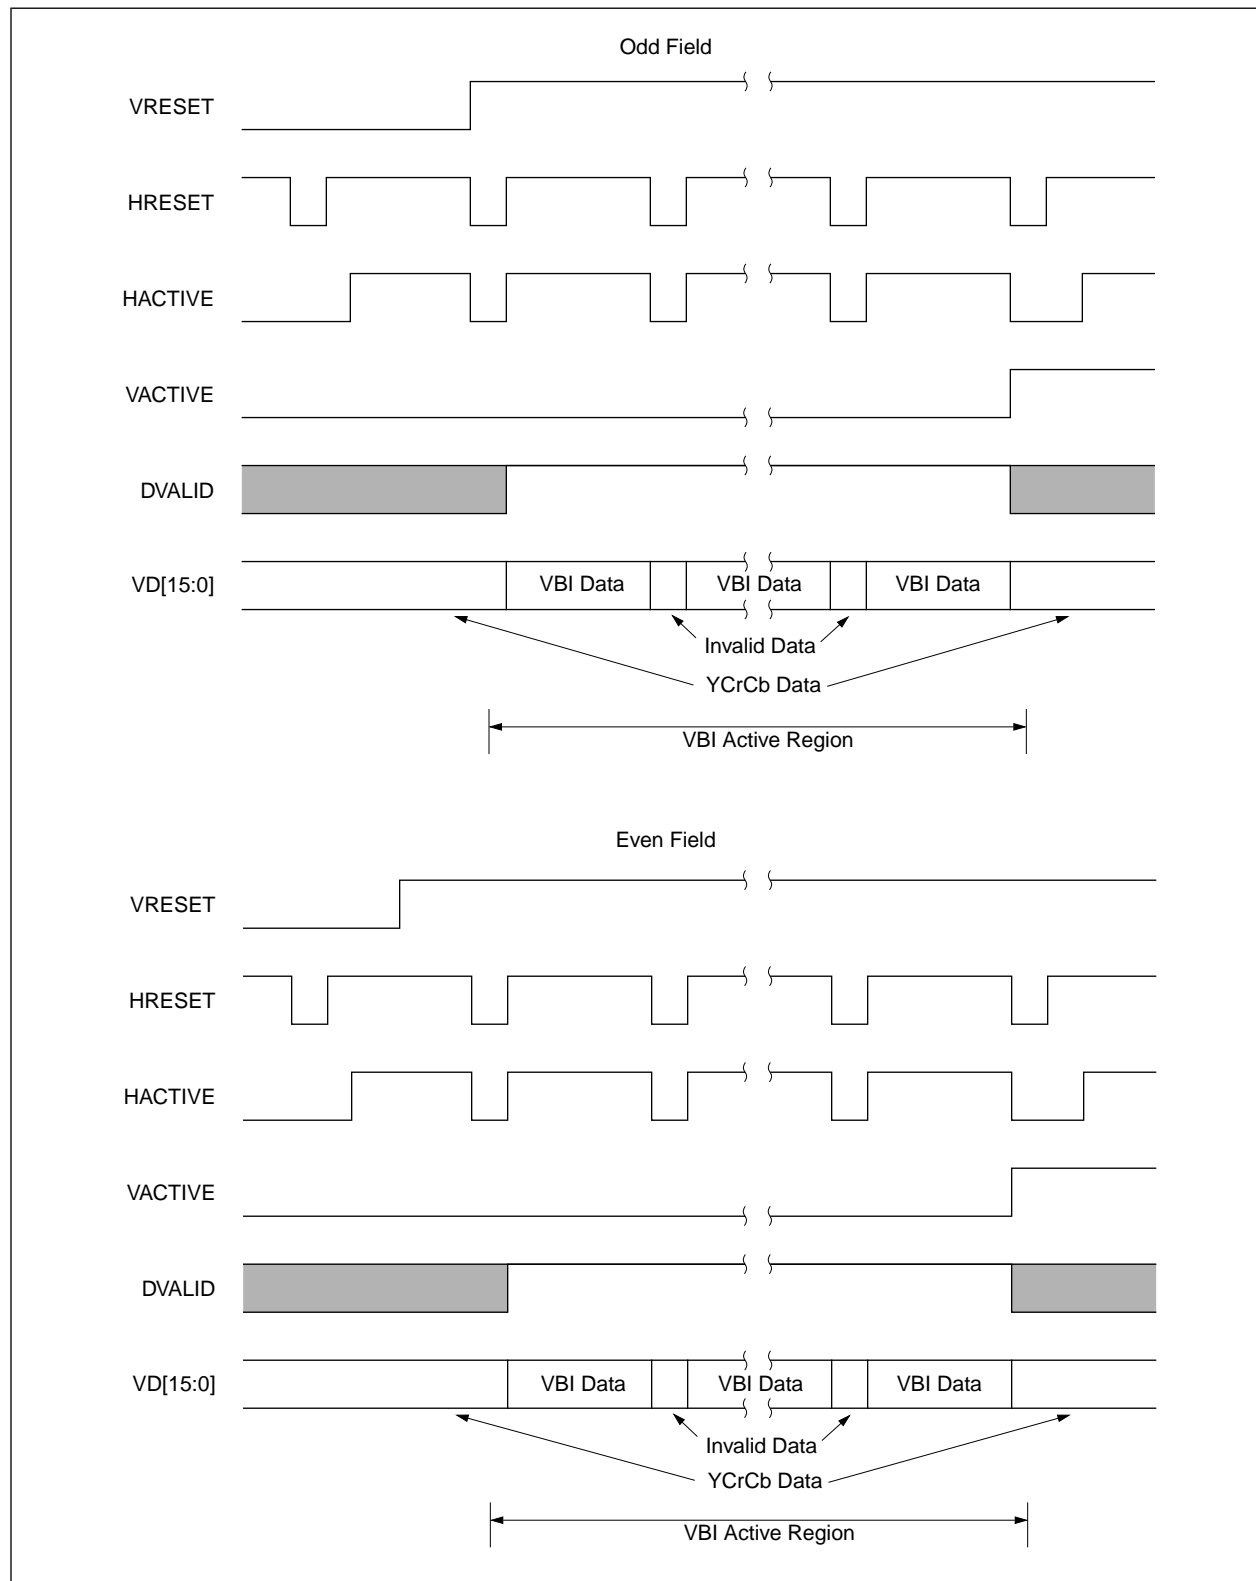 Odd Field
VRESET
HRESET
HACTIVE
VACTIVE
DVALID
VD[15:0]
VBI Data
VBI Data
VBI Data
Invalid Data
YCrCb Data
VBI Active Region
Even Field
VRESET
HRESET
HACTIVE
VACTIVE
DVALID
VD[15:0]
VBI Data
VBI Data
VBI Data
Invalid Data
YCrCb Data
VBI Active Region